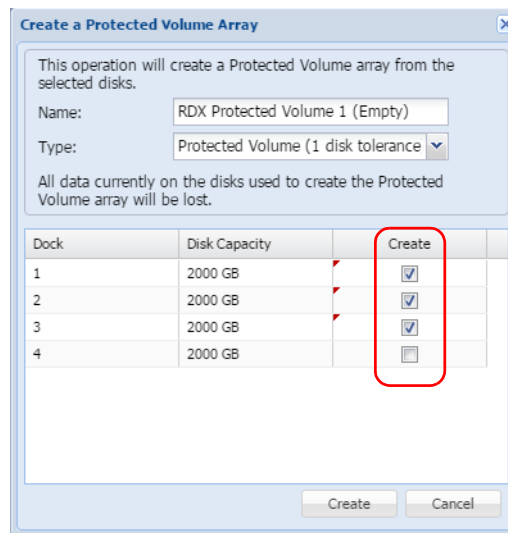 Create a Protected Volume Array
This operation will create a Protected Volume array from the
selected disks.
Name: RDX Protected Volume 1 (Empty)
Type: Protected Volume (1 disk tolerance
All data currently on the disks used to create the Protected
Volume array will be lost.
Dock Disk Capacity Create
1 2000 GB
2 2000 GB
3 2000 GB
4 2000 GB
Create Cancel